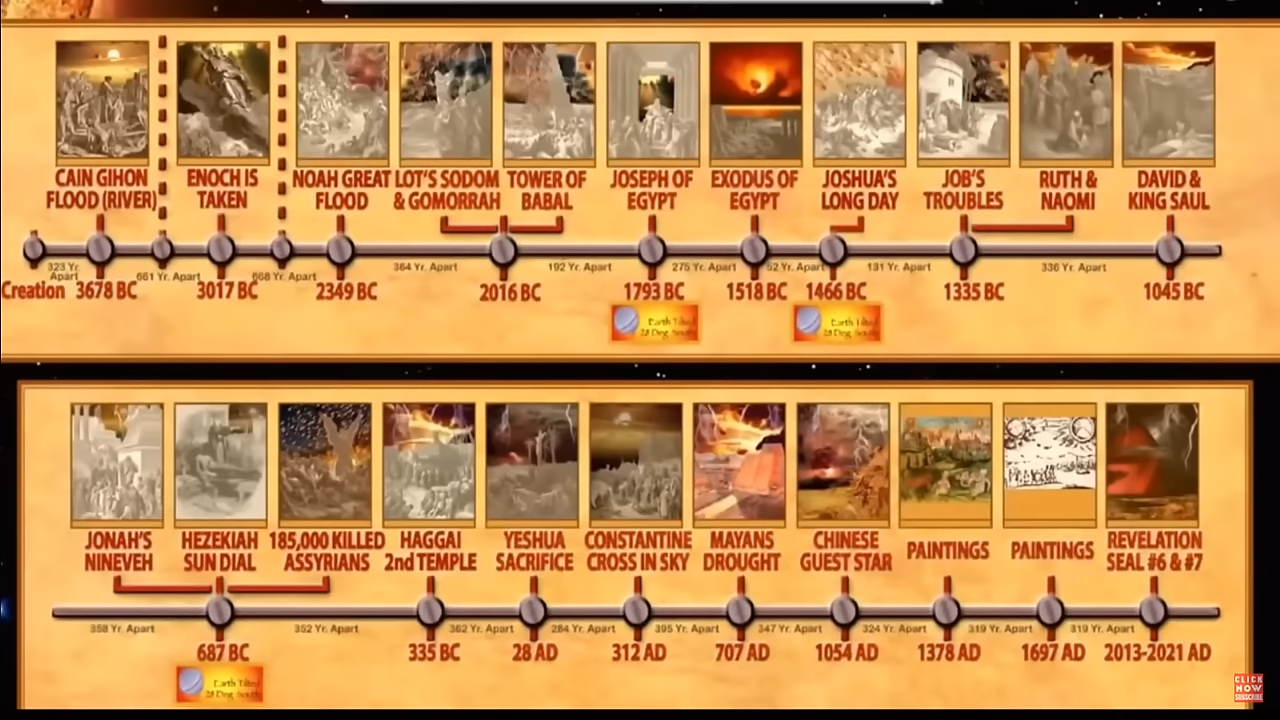 CAIN GIHON
FLOOD (RIVER)
ENOCH IS
TAKEN
NOAH GREAT
FLOOD
LOT'S SODOM
& GOMORRAH
TOWER OF
BABAL
JOSEPH OF
EGYPT
EXODUS OF
EGYPT
JOSHUA'S
LONG DAY
JOB'S
TROUBLES
RUTH &
NAOMI
DAVID &
KING SAUL
323 Yr.
Apart
661 Yr. Apart
668 Yr. Apart
364 Yr. Apart
192 Yr. Apart
275 Yr. Apart
52 Yr. Apart
131 Yr. Apart
336 Yr. Apart
Creation
3678 BC
3017 BC
2349 BC
2016 BC
1793 BC
1518 BC
1466 BC
1335 BC
1045 BC
Earth Tilted
28 Deg. South
Earth Tilted
28 Deg. South
JONAH'S
NINEVEH
HEZEKIAH
SUN DIAL
185,000 KILLED
ASSYRIANS
HAGGAI
2nd TEMPLE
YESHUA
SACRIFICE
CONSTANTINE
CROSS IN SKY
MAYANS
DROUGHT
CHINESE
GUEST STAR
PAINTINGS
PAINTINGS
REVELATION
SEAL #6 & #7
358 Yr. Apart
352 Yr. Apart
362 Yr. Apart
284 Yr. Apart
395 Yr. Apart
347 Yr. Apart
324 Yr. Apart
319 Yr. Apart
319 Yr. Apart
687 BC
335 BC
28 AD
312 AD
707 AD
1054 AD
1378 AD
1697 AD
2013-2021 AD
Earth Tilted
28 Deg. South
CLICK
NOW
SUBSCRIBE